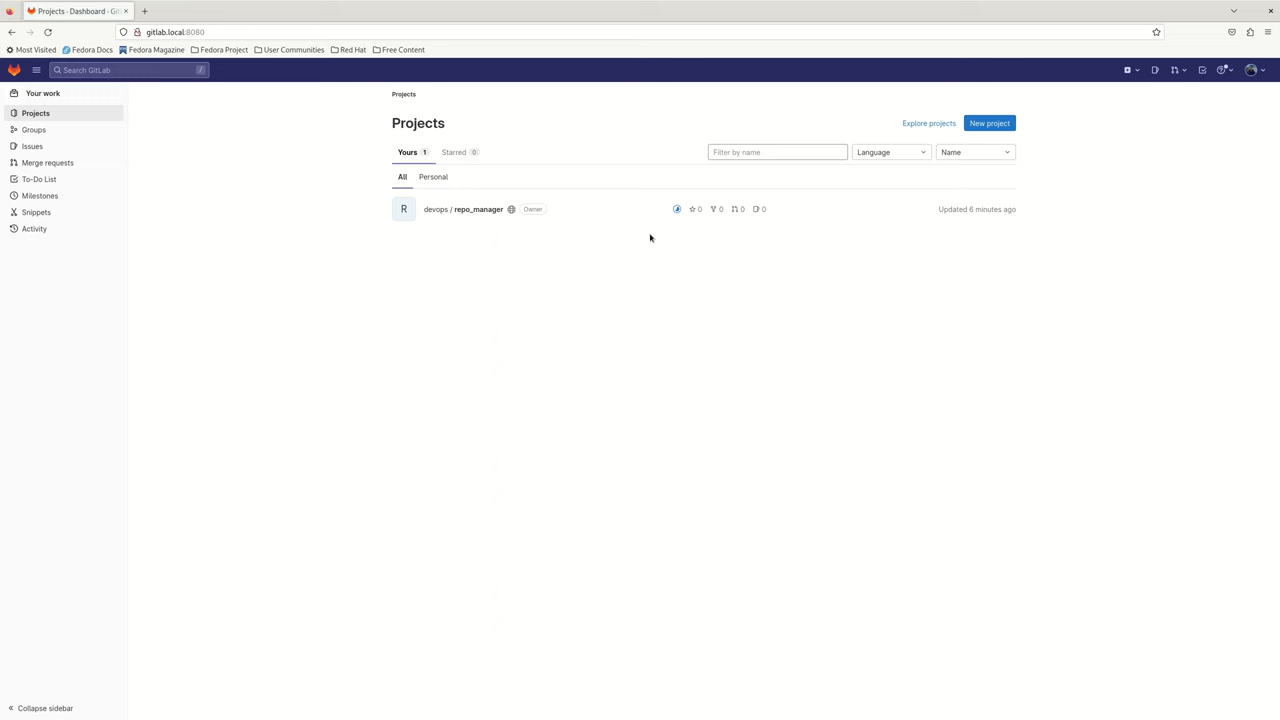 Projects · Dashboard · Git
gitlab.local:8080
Most Visited Fedora Docs Fedora Magazine Fedora Project User Communities Red Hat Free Content
Search GitLab /
Your work
Projects
Groups
Issues
Merge requests
To-Do List
Milestones
Snippets
Activity
Collapse sidebar
Projects
Projects
Explore projects New project
Yours 1 Starred 0 Filter by name Language Name
All Personal
R devops / repo_manager Owner 0 0 0 0 Updated 6 minutes ago